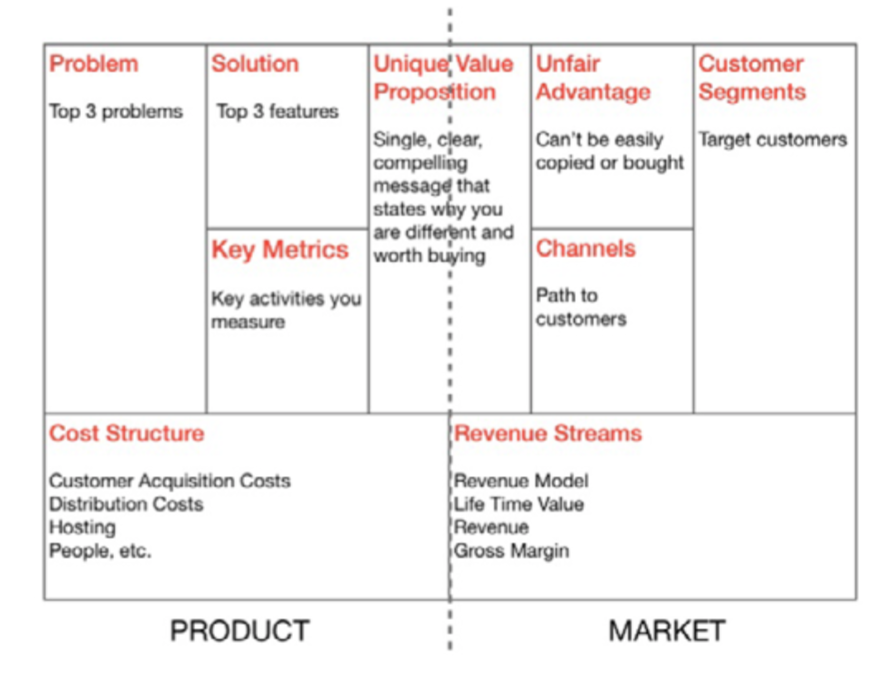 Problem
Top 3 problems
Solution
Top 3 features
Key Metrics
Key activities you
measure
Unique Value
Proposition
Single, clear,
compelling
message that
states why you
are different and
worth buying
Unfair
Advantage
Can't be easily
copied or bought
Channels
Path to
customers
Customer
Segments
Target customers
Cost Structure
Customer Acquisition Costs
Distribution Costs
Hosting
People, etc.
Revenue Streams
Revenue Model
Life Time Value
Revenue
Gross Margin
PRODUCT
MARKET